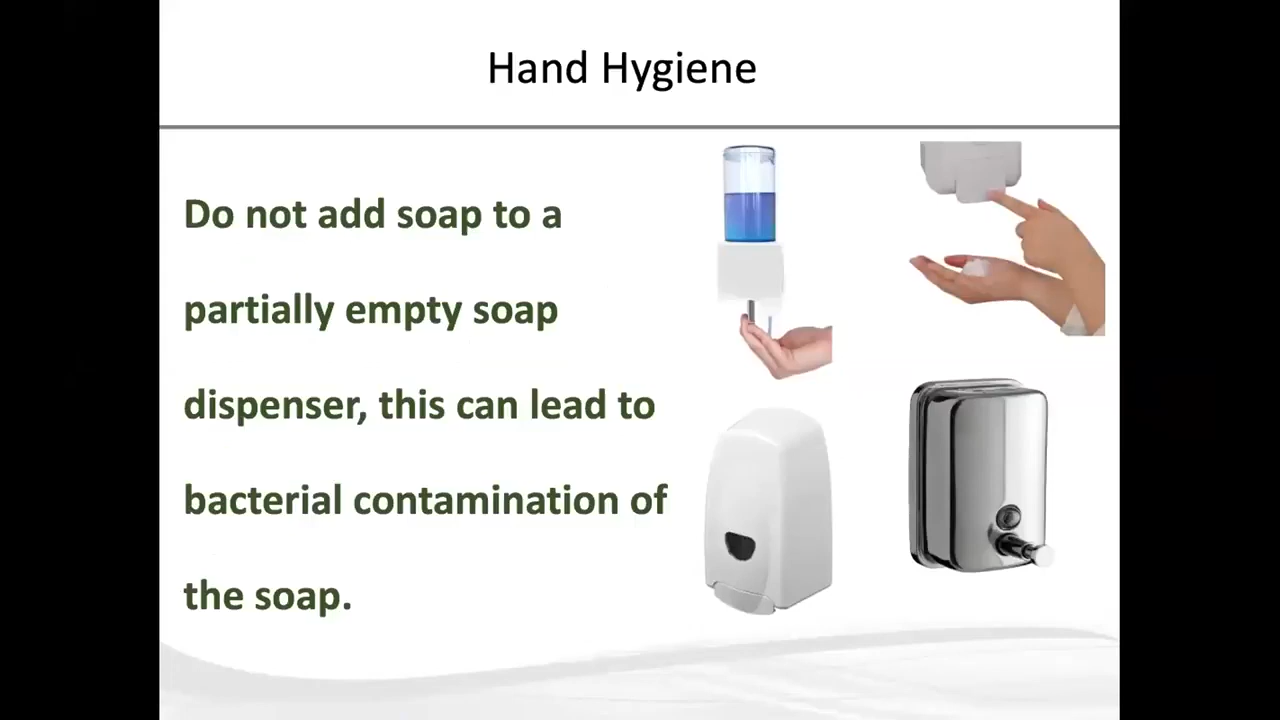 Hand Hygiene
Do not add soap to a
partially empty soap
dispenser, this can lead to
bacterial contamination of
the soap.